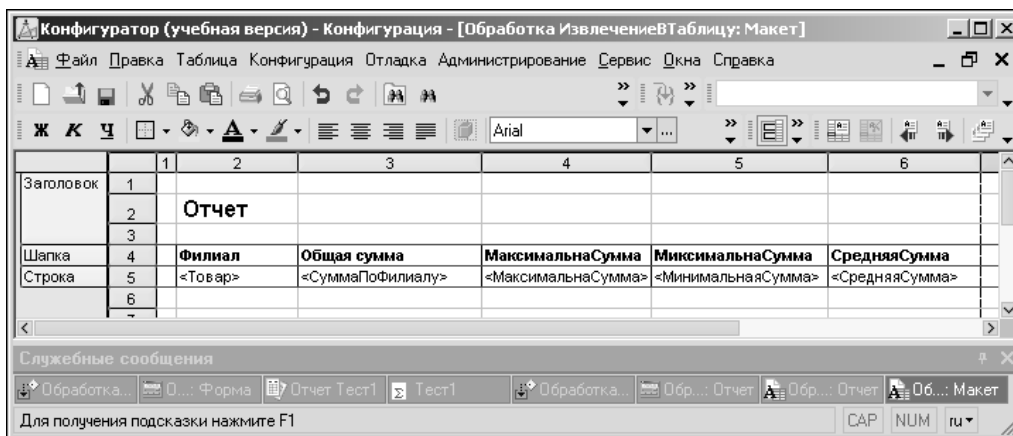 Конфигуратор (учебная версия) - Конфигурация - [Обработка ИзвлечениеВТаблицу: Макет]
Файл Правка Таблица Конфигурация Отладка Администрирование Сервис Окна Справка
Ж К Ч Arial
1 2 3 4 5 6
Заголовок 1
2 Отчет
3
Шапка 4 Филиал Общая сумма МаксимальнаСумма МиксимальнаСумма СредняяСумма
Строка 5 <Товар> <СуммаПоФилиалу> <МаксимальнаСумма> <МинимальнаяСумма> <СредняяСумма>
6
Служебные сообщения
Обработка... О...: Форма Отчет Тест1 Тест1 Обработка... Обр...: Отчет Обр...: Отчет Об...: Макет
Для получения подсказки нажмите F1 CAP NUM ru